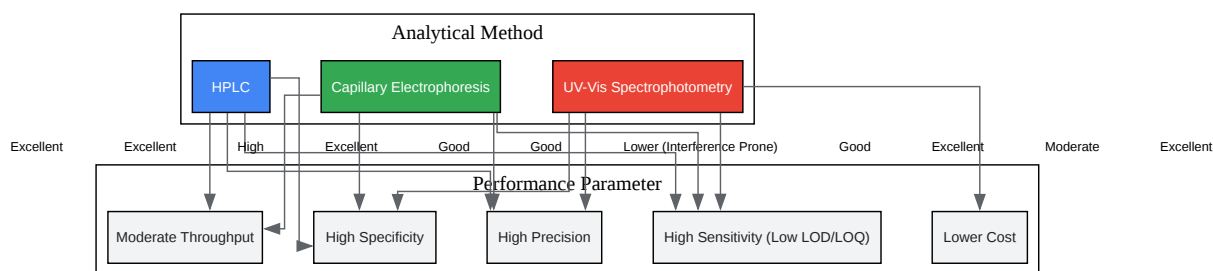 Analytical Method
HPLC
Capillary Electrophoresis
UV-Vis Spectrophotometry
Excellent
Excellent
High
Excellent
Good
Good
Lower (Interference Prone)
Good
Excellent
Moderate
Excellent
Performance Parameter
Moderate Throughput
High Specificity
High Precision
High Sensitivity (Low LOD/LOQ)
Lower Cost